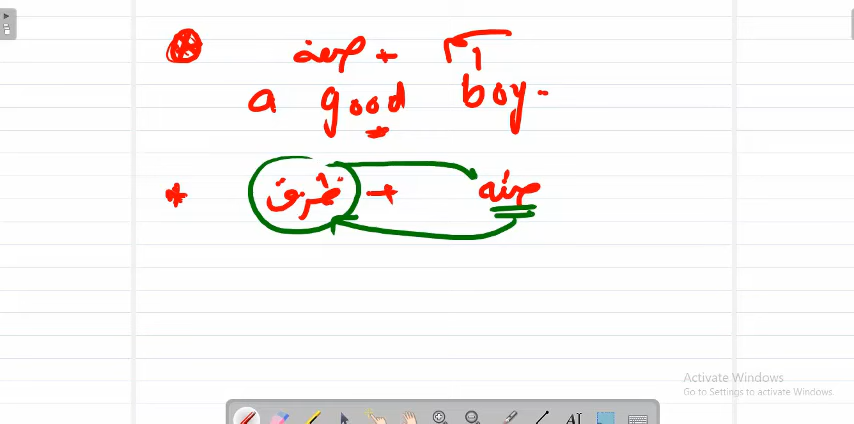 صفة + اسم
a good boy.
* ظرف + صفة
Activate Windows
Go to Settings to activate Windows.